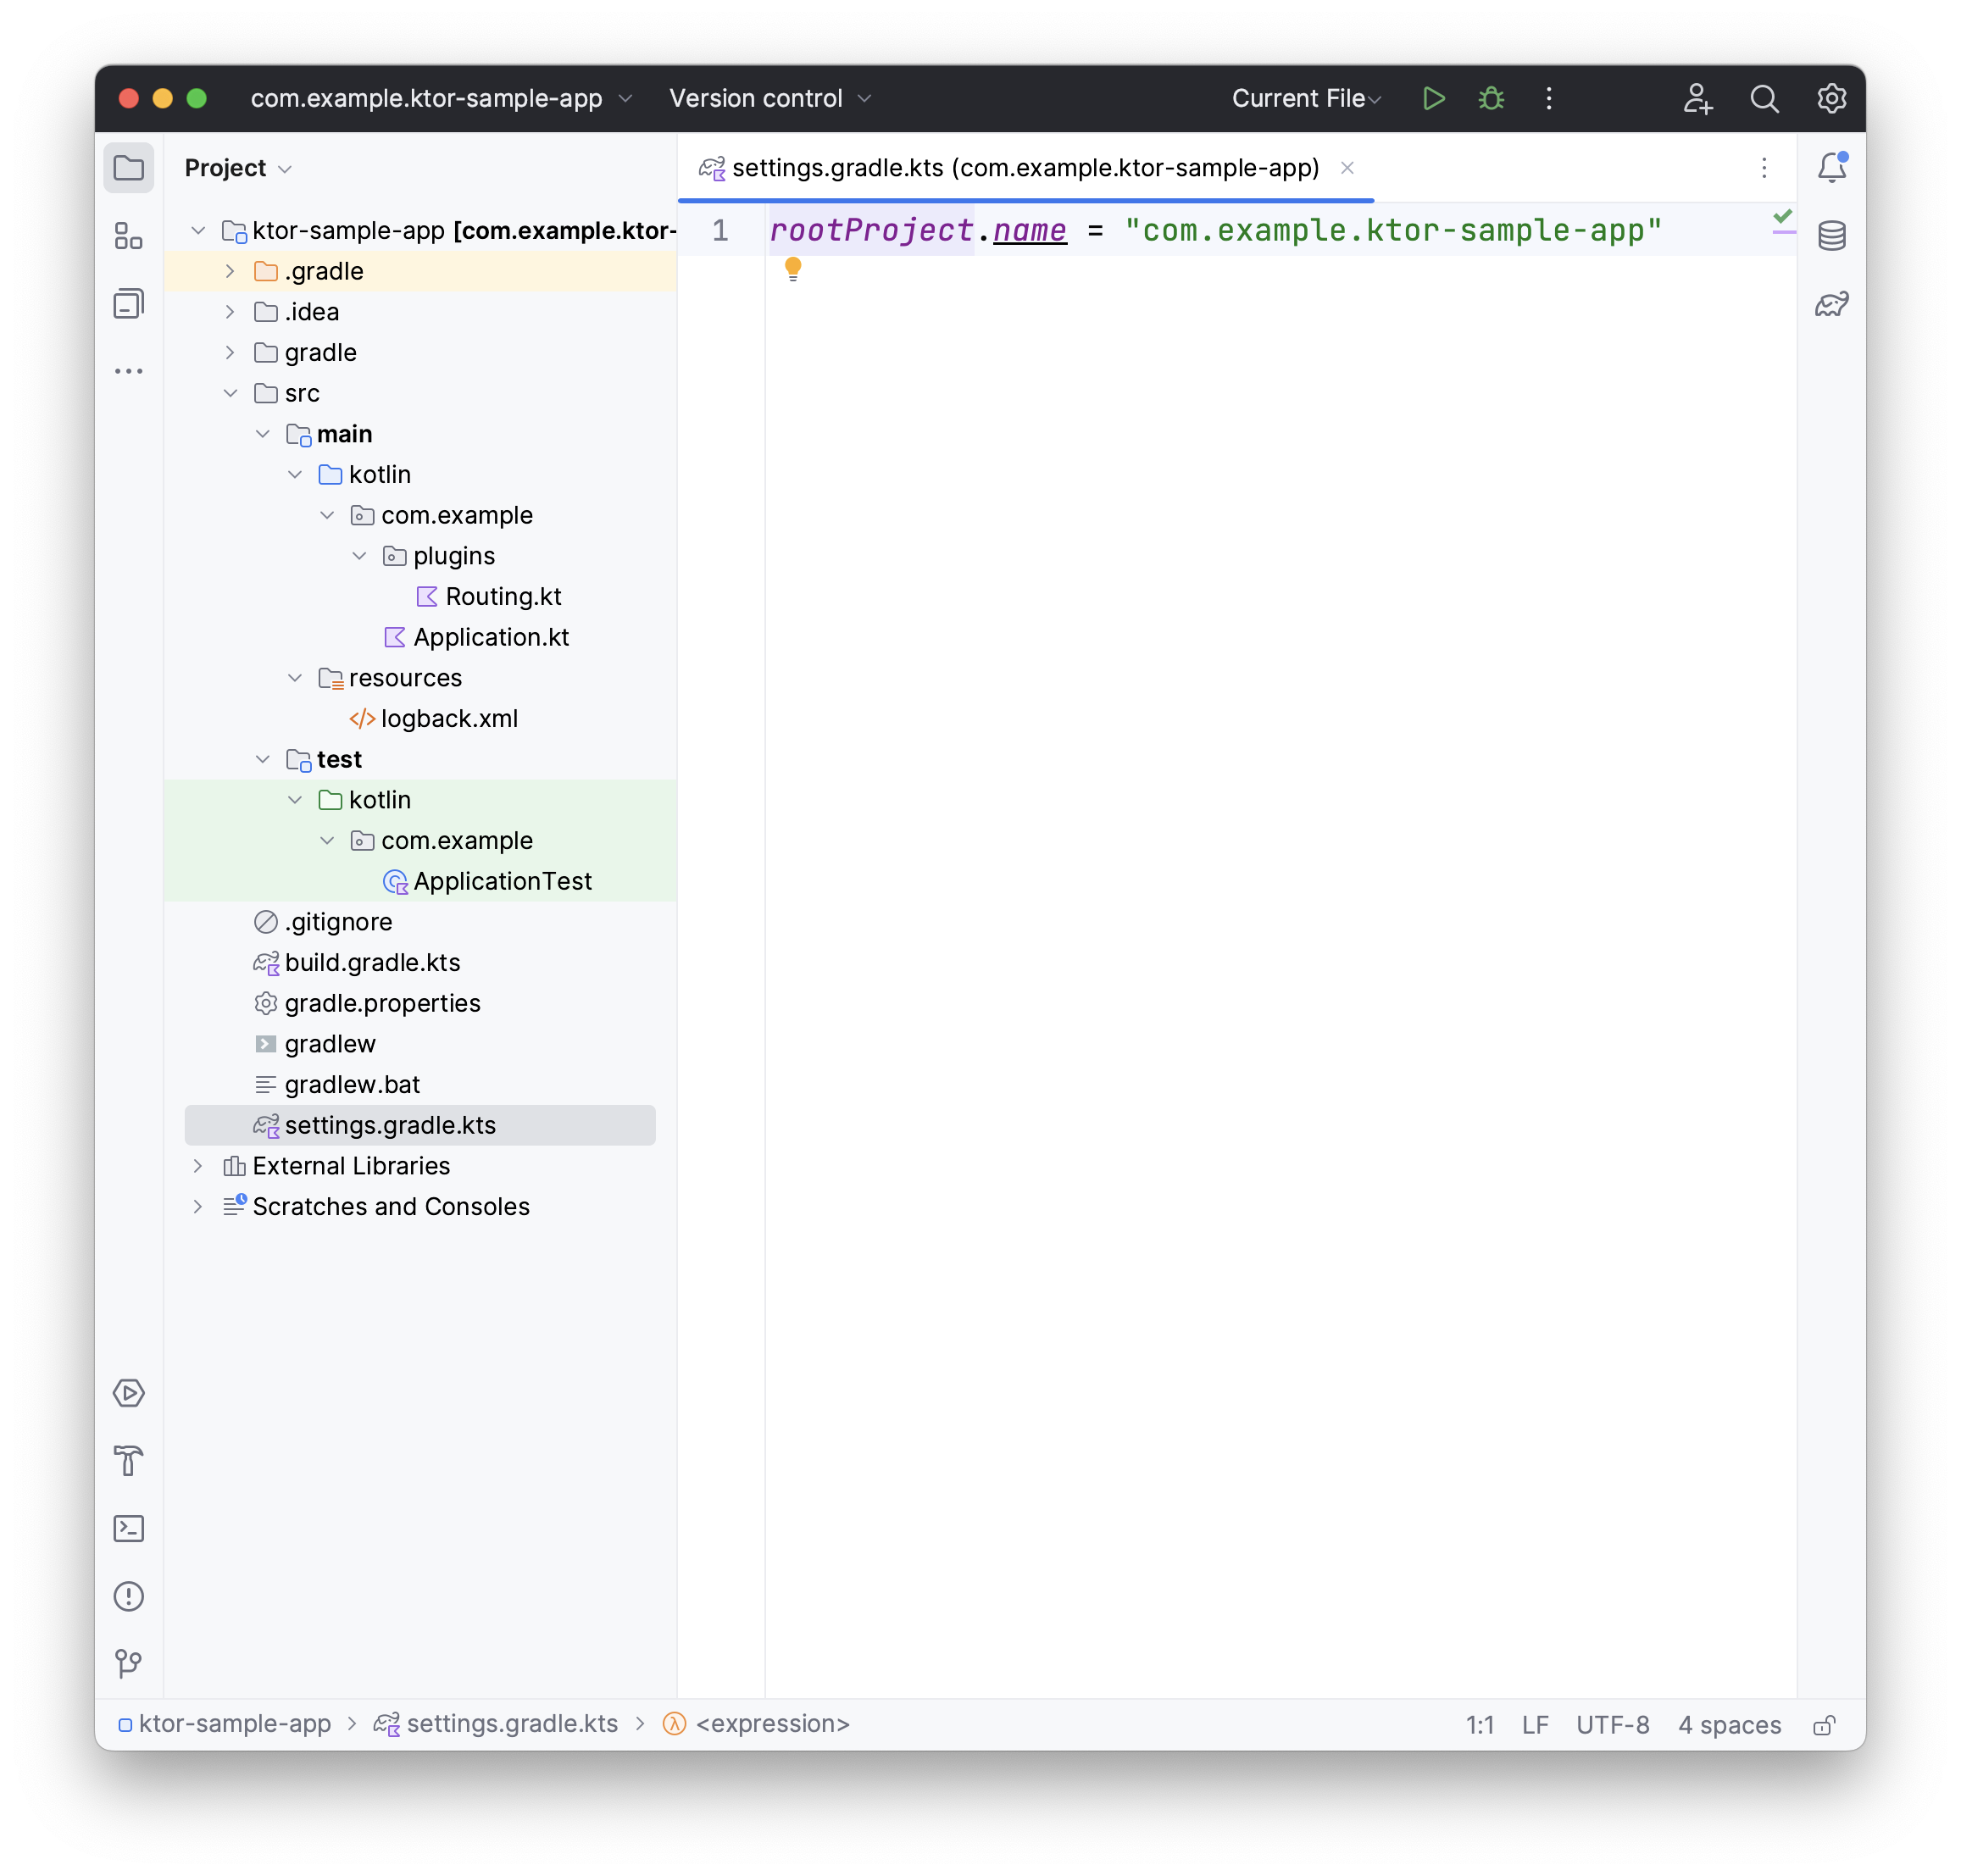 com.example.ktor-sample-app Version control Current File
Project
settings.gradle.kts (com.example.ktor-sample-app)
ktor-sample-app [com.example.ktor-
.gradle
.idea
gradle
src
main
kotlin
com.example
plugins
Routing.kt
Application.kt
resources
logback.xml
test
kotlin
com.example
ApplicationTest
.gitignore
build.gradle.kts
gradle.properties
gradlew
gradlew.bat
settings.gradle.kts
External Libraries
Scratches and Consoles
1 rootProject.name = "com.example.ktor-sample-app"
ktor-sample-app > settings.gradle.kts > λ <expression> 1:1 LF UTF-8 4 spaces